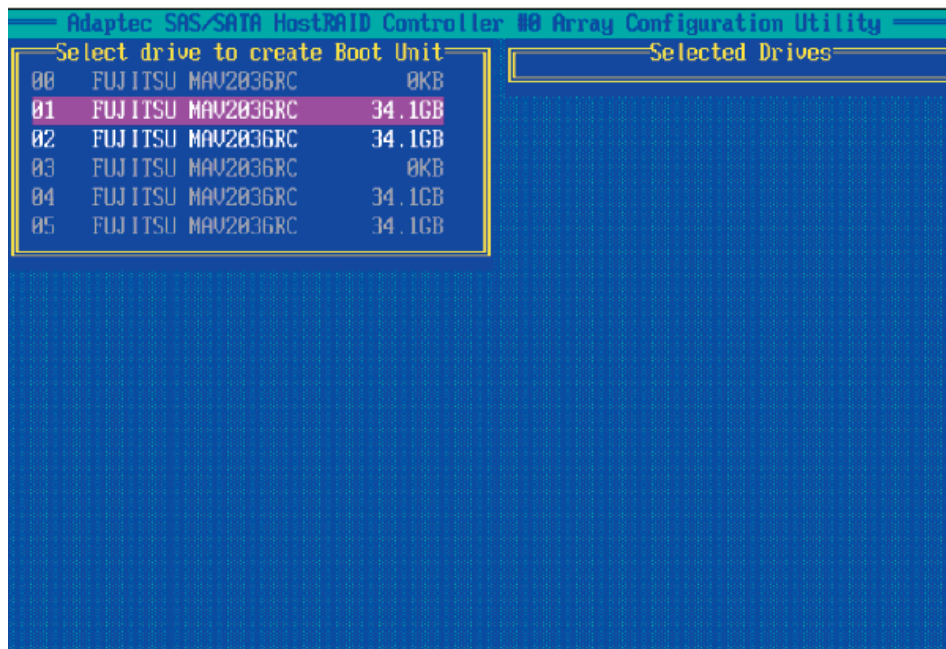 Adaptec SAS/SATA HostRAID Controller #0 Array Configuration Utility
Select drive to create Boot Unit
00 FUJITSU MAV2036RC 0KB
01 FUJITSU MAV2036RC 34.1GB
02 FUJITSU MAV2036RC 34.1GB
03 FUJITSU MAV2036RC 0KB
04 FUJITSU MAV2036RC 34.1GB
05 FUJITSU MAV2036RC 34.1GB
Selected Drives